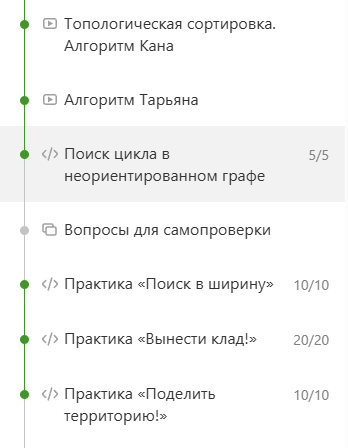 Топологическая сортировка.
Алгоритм Кана
Алгоритм Тарьяна
Поиск цикла в
неориентированном графе
5/5
Вопросы для самопроверки
Практика «Поиск в ширину»
10/10
Практика «Вынести клад!»
20/20
Практика «Поделить
территорию!»
10/10